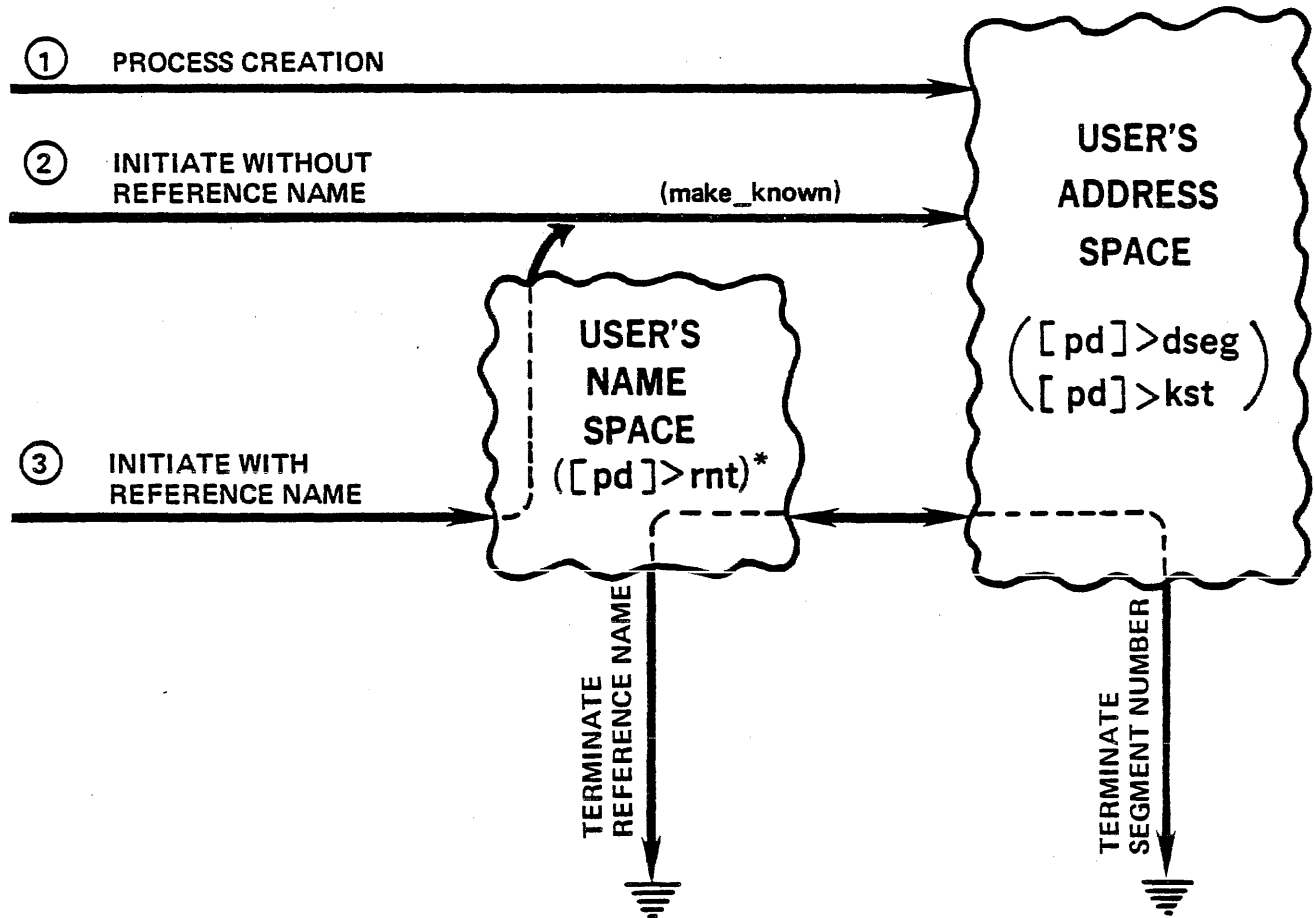 ① PROCESS CREATION
② INITIATE WITHOUT
REFERENCE NAME
(make_known)
USER'S
ADDRESS
SPACE
([pd]>dseg
[pd]>kst)
USER'S
NAME
SPACE
([pd]>rnt)*
③ INITIATE WITH
REFERENCE NAME
TERMINATE
REFERENCE NAME
TERMINATE
SEGMENT NUMBER